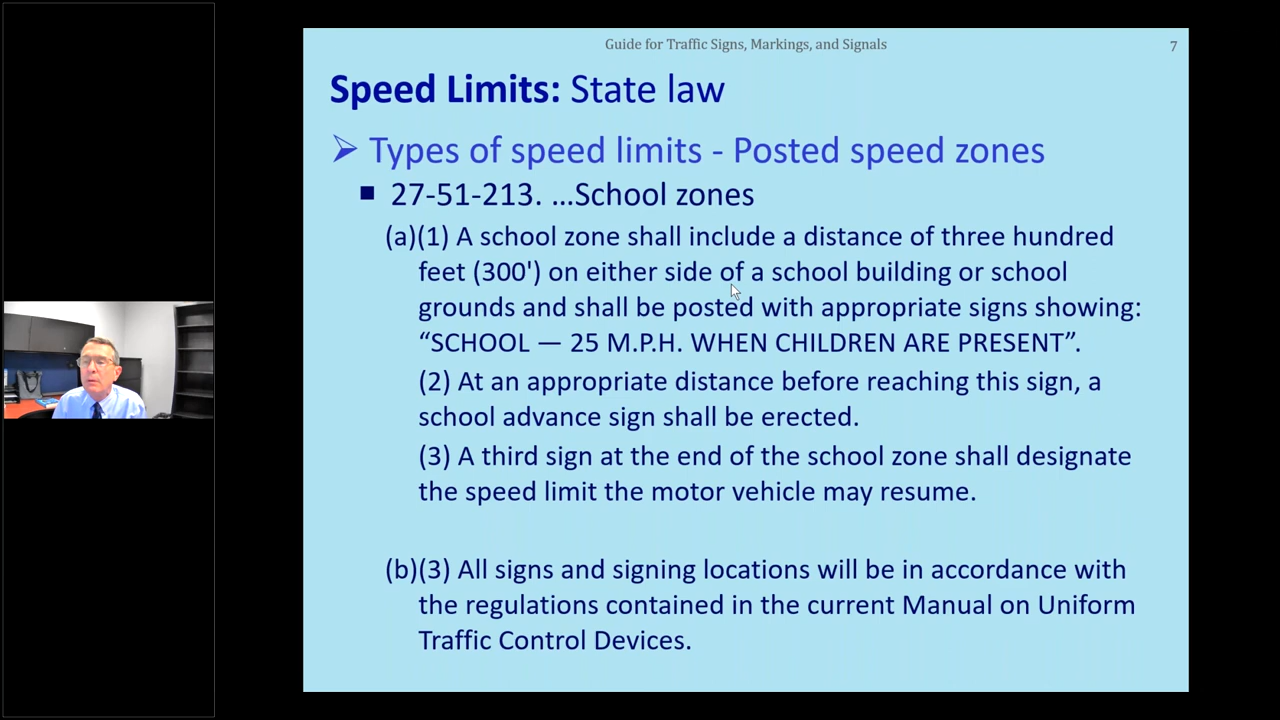 Guide for Traffic Signs, Markings, and Signals
7
Speed Limits: State law
Types of speed limits - Posted speed zones
27-51-213. ...School zones
(a)(1) A school zone shall include a distance of three hundred
feet (300') on either side of a school building or school
grounds and shall be posted with appropriate signs showing:
“SCHOOL — 25 M.P.H. WHEN CHILDREN ARE PRESENT”.
(2) At an appropriate distance before reaching this sign, a
school advance sign shall be erected.
(3) A third sign at the end of the school zone shall designate
the speed limit the motor vehicle may resume.
(b)(3) All signs and signing locations will be in accordance with
the regulations contained in the current Manual on Uniform
Traffic Control Devices.